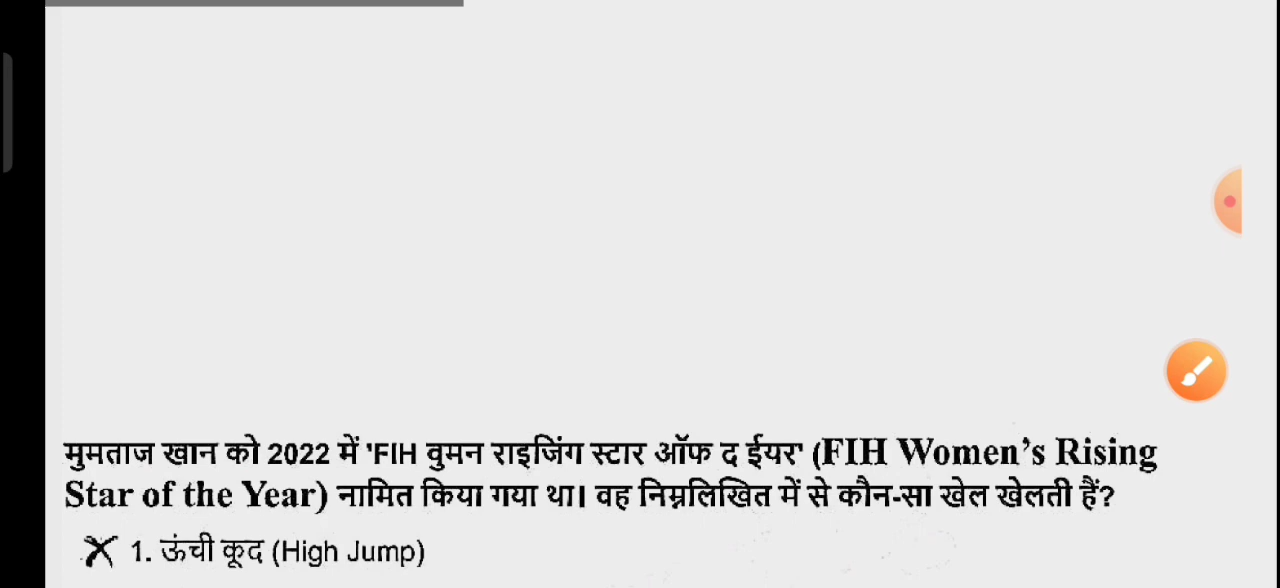 मुमताज खान को 2022 में 'FIH वुमन राइजिंग स्टार ऑफ द ईयर' (FIH Women’s Rising
Star of the Year) नामित किया गया था। वह निम्नलिखित में से कौन-सा खेल खेलती हैं?
1. ऊंची कूद (High Jump)